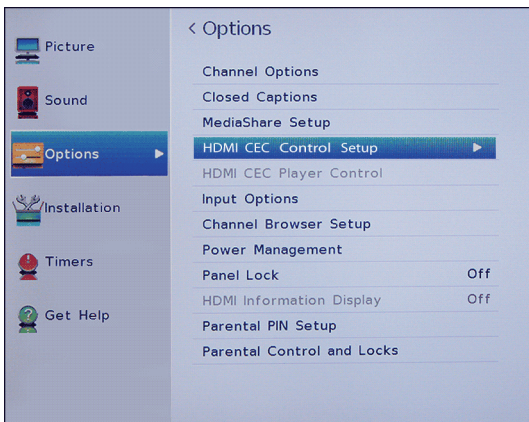 Picture
Sound
Options
Installation
Timers
Get Help
< Options
Channel Options
Closed Captions
MediaShare Setup
HDMI CEC Control Setup
HDMI CEC Player Control
Input Options
Channel Browser Setup
Power Management
Panel Lock Off
HDMI Information Display Off
Parental PIN Setup
Parental Control and Locks